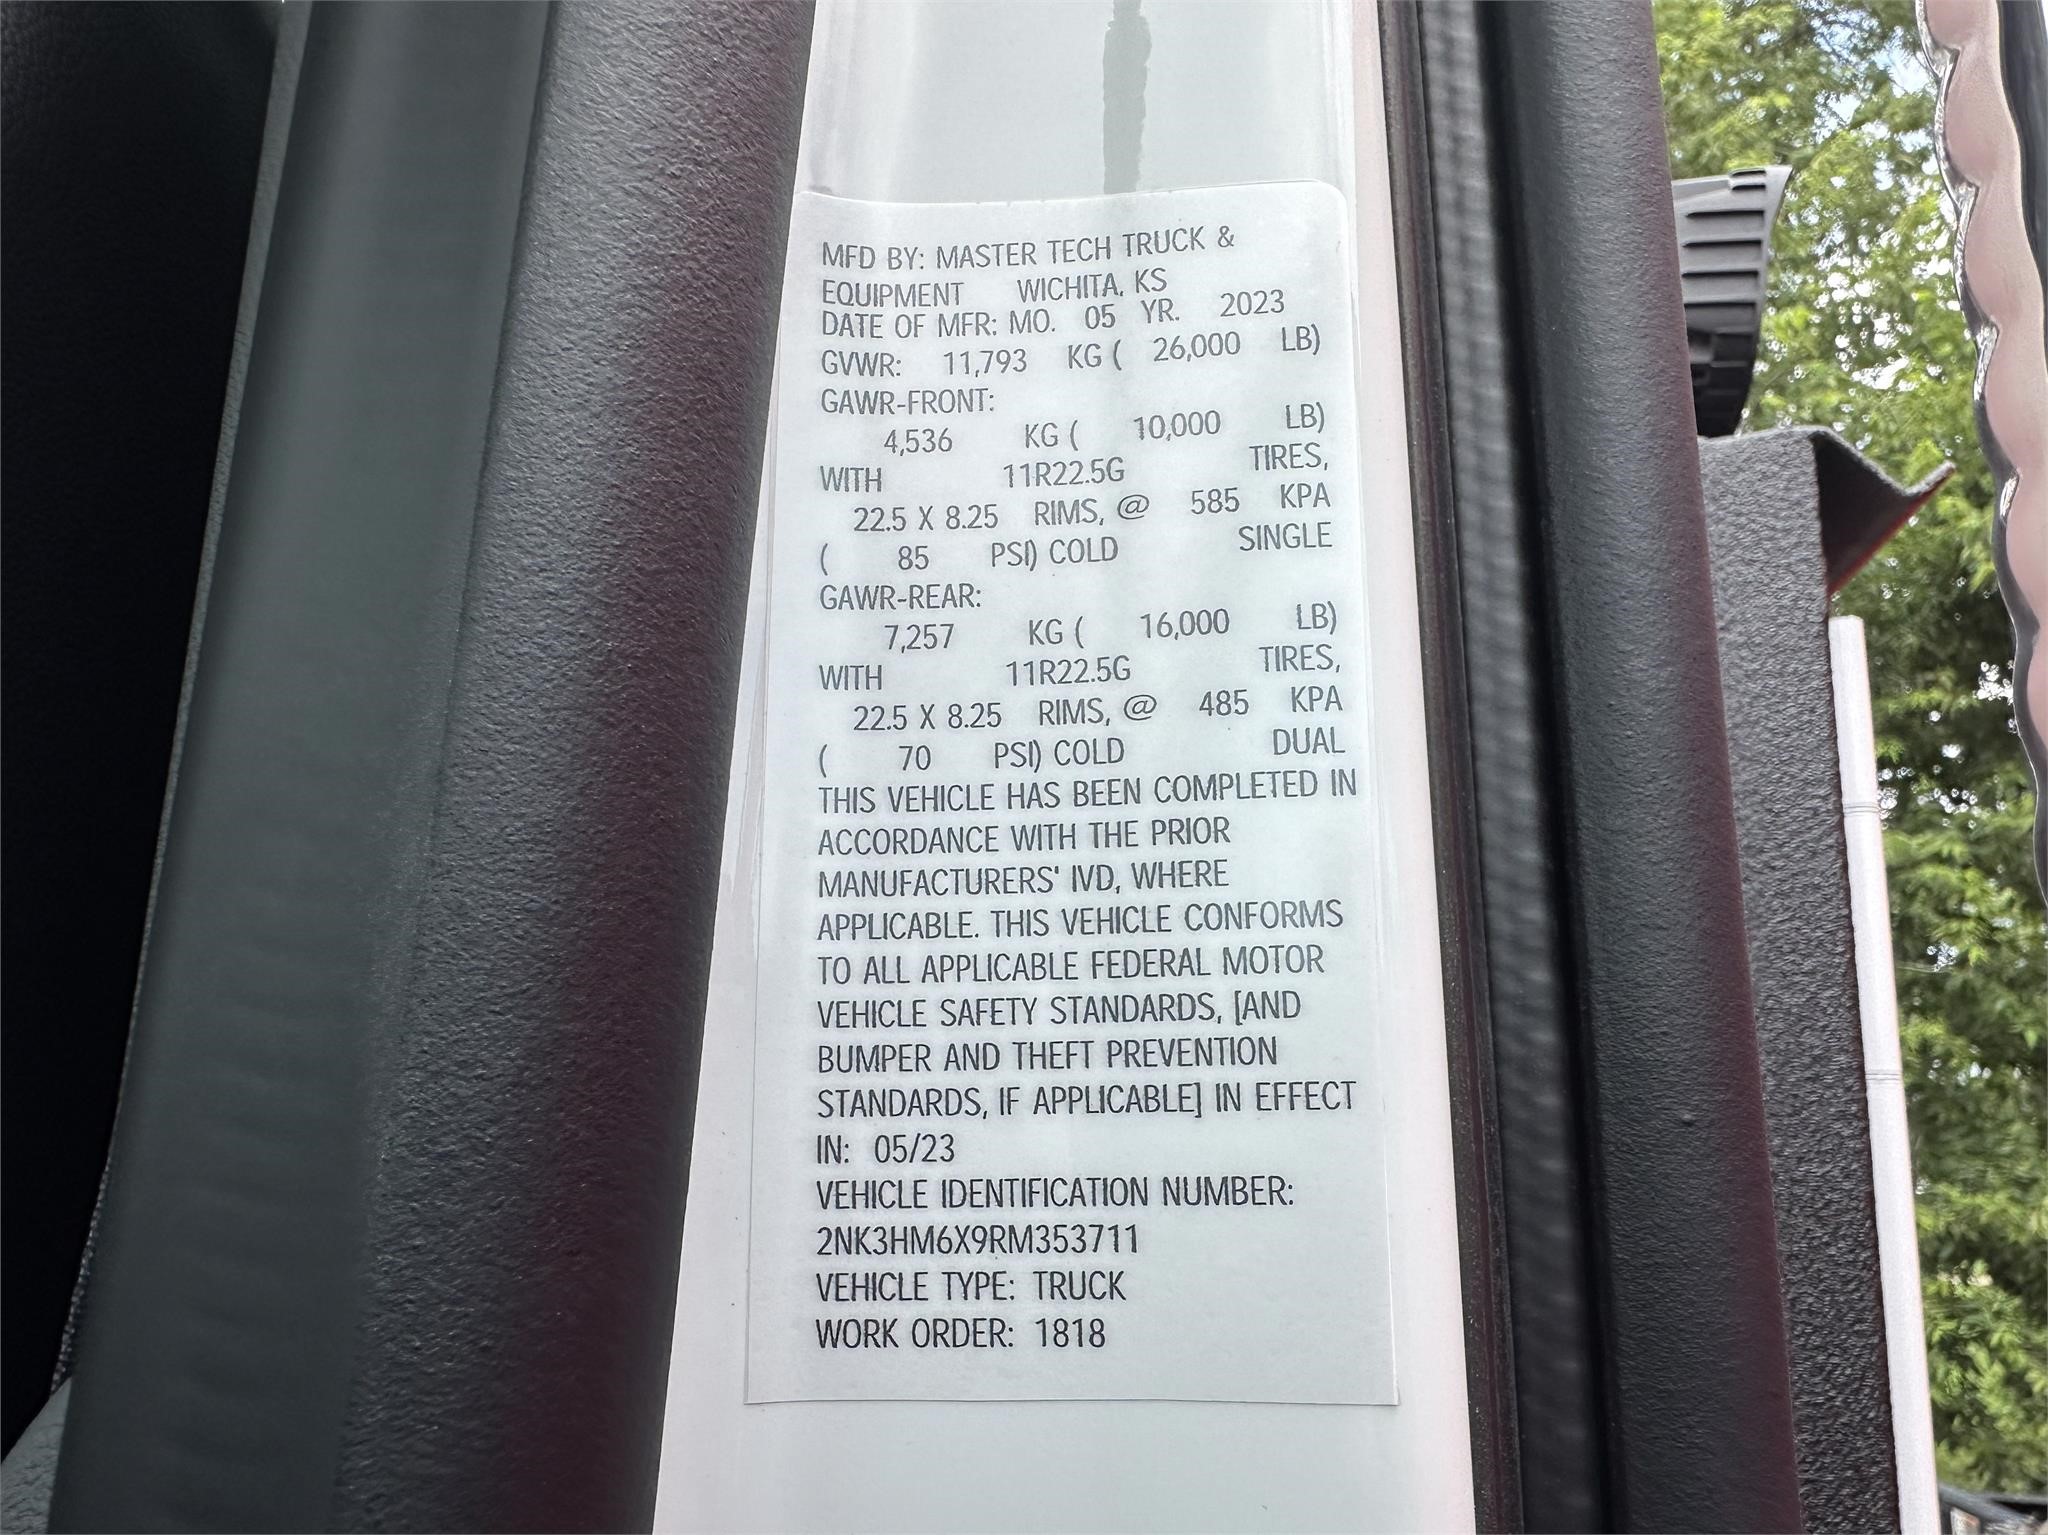 MFD BY: MASTER TECH TRUCK &
EQUIPMENT WICHITA, KS
DATE OF MFR: MO. 05 YR. 2023
GVWR: 11,793 KG ( 26,000 LB)
GAWR-FRONT:
4,536 KG ( 10,000 LB)
WITH 11R22.5G TIRES,
22.5 X 8.25 RIMS, @ 585 KPA
( 85 PSI) COLD SINGLE
GAWR-REAR:
7,257 KG ( 16,000 LB)
WITH 11R22.5G TIRES,
22.5 X 8.25 RIMS, @ 485 KPA
( 70 PSI) COLD DUAL
THIS VEHICLE HAS BEEN COMPLETED IN
ACCORDANCE WITH THE PRIOR
MANUFACTURERS' IVD, WHERE
APPLICABLE. THIS VEHICLE CONFORMS
TO ALL APPLICABLE FEDERAL MOTOR
VEHICLE SAFETY STANDARDS, [AND
BUMPER AND THEFT PREVENTION
STANDARDS, IF APPLICABLE] IN EFFECT
IN: 05/23
VEHICLE IDENTIFICATION NUMBER:
2NK3HM6X9RM353711
VEHICLE TYPE: TRUCK
WORK ORDER: 1818